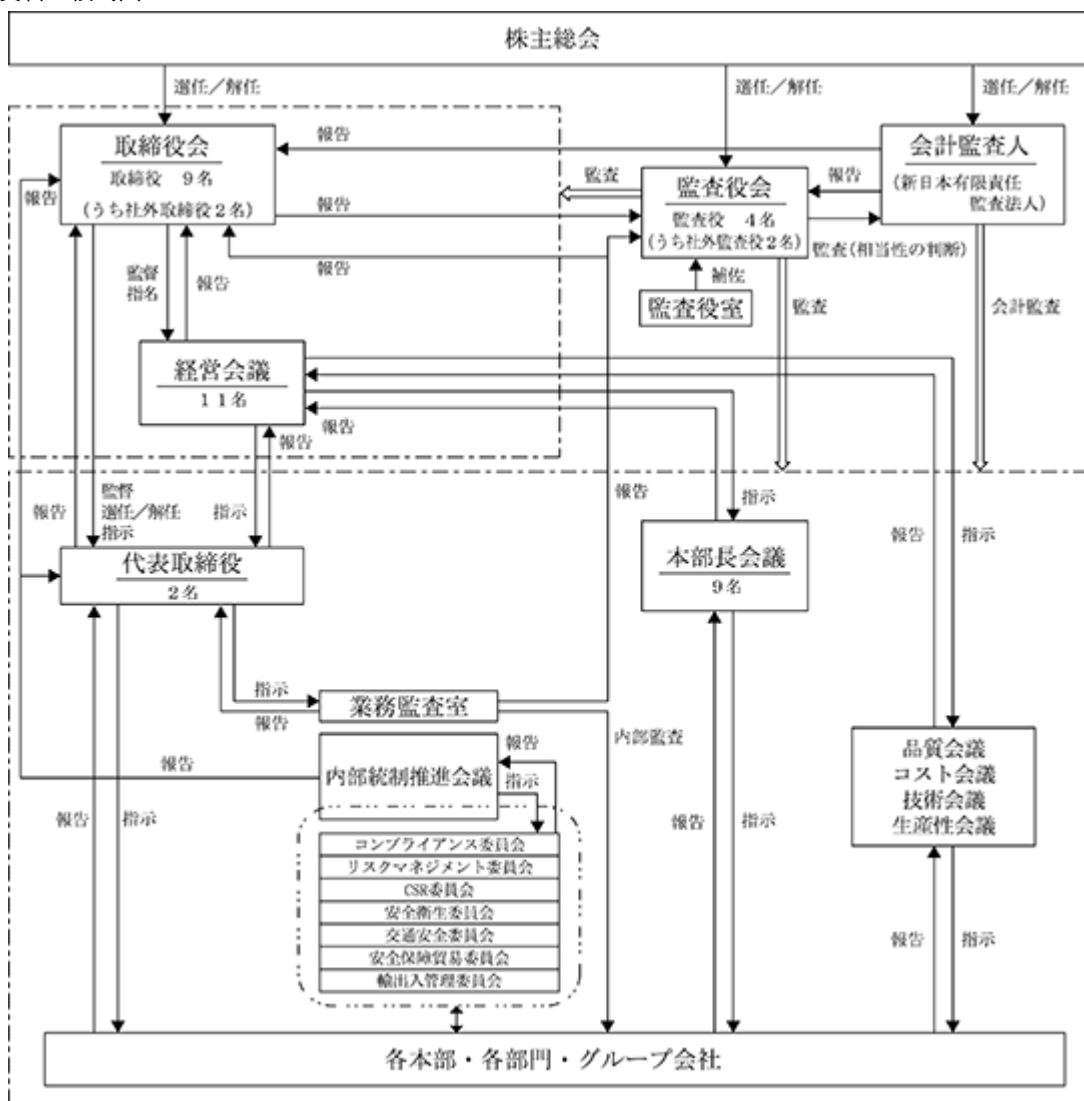 株主総会
選任/解任
選任/解任
選任/解任
取締役会
取締役 9名
(うち社外取締役2名)
報告
会計監査人
(新日本有限責任
監査法人)
監査
監査役会
監査役 4名
(うち社外監査役2名)
報告
報告
報告
報告
監査(相当性の判断)
補佐
監査役室
監督
指名
報告
監査
会計監査
経営会議
11名
報告
報告
報告
監督
選任/解任
指示
指示
報告
指示
報告
指示
代表取締役
2名
本部長会議
9名
指示
報告
業務監査室
内部監査
報告
内部統制推進会議
報告
指示
品質会議
コスト会議
技術会議
生産性会議
報告
指示
報告
指示
コンプライアンス委員会
リスクマネジメント委員会
CSR委員会
安全衛生委員会
交通安全委員会
安全保障貿易委員会
輸出入管理委員会
報告
指示
各本部・各部門・グループ会社